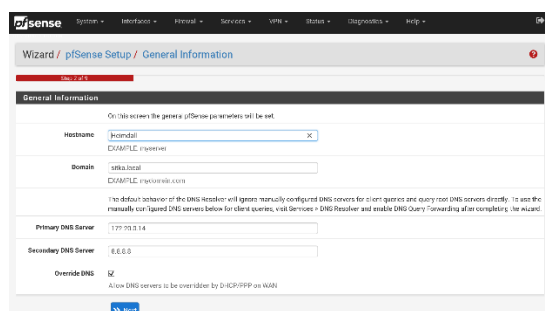 pfsense System Interfaces Firewall Services VPN Status Diagnostics Help
Wizard / pfSense Setup / General Information
Step 2 of 9
General Information
On this screen the general pfSense parameters will be set.
Hostname Heimdall
EXAMPLE: myserver
Domain sitka.local
EXAMPLE: mydomain.com
The default behavior of the DNS Resolver will ignore manually configured DNS servers for client queries and query root DNS servers directly. To use the
manually configured DNS servers below for client queries, visit Services > DNS Resolver and enable DNS Query Forwarding after completing the wizard.
Primary DNS Server 172.20.0.14
Secondary DNS Server 8.8.8.8
Override DNS
Allow DNS servers to be overridden by DHCP/PPP on WAN
Next